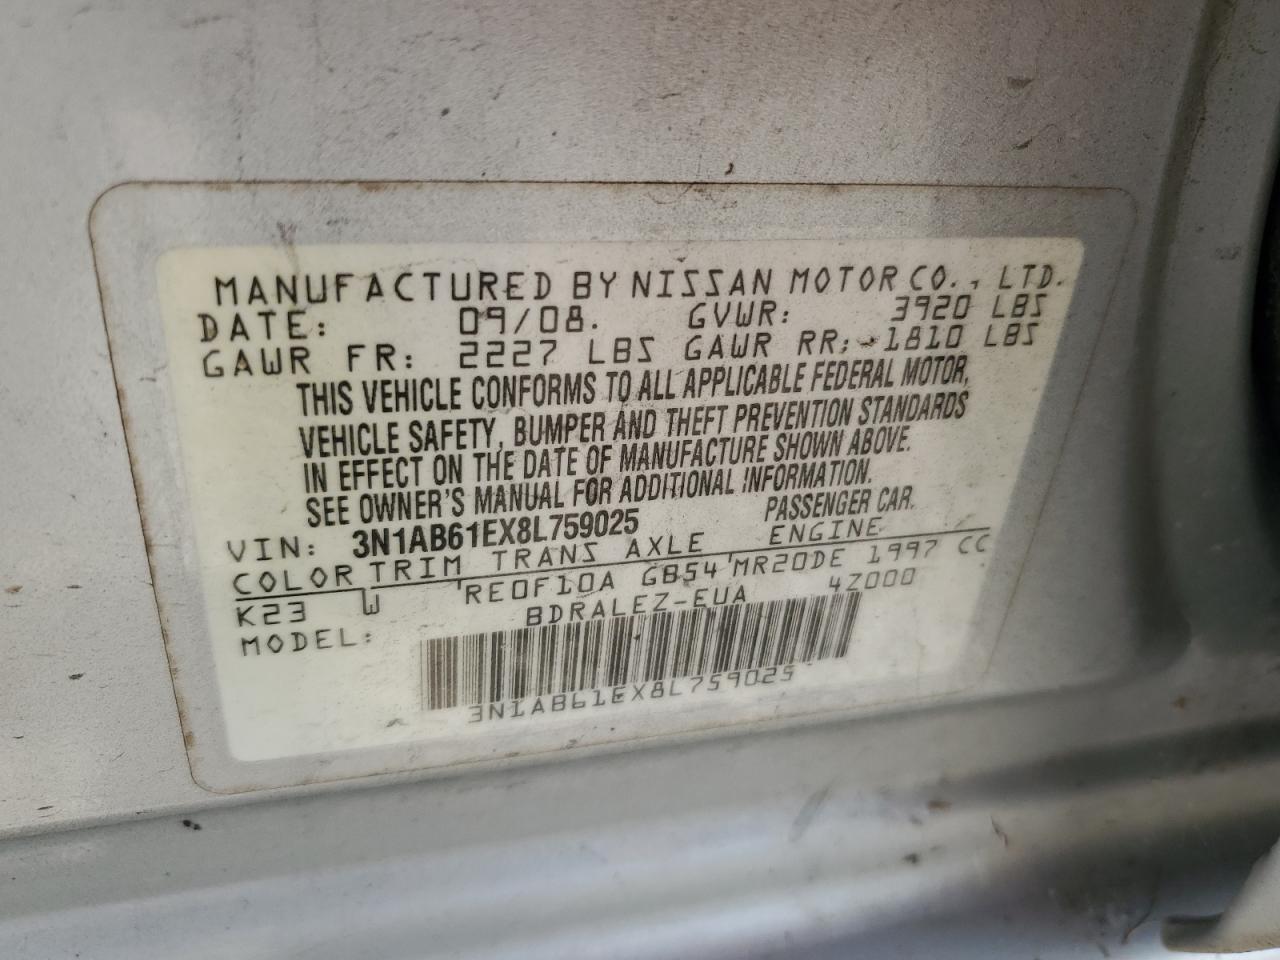 MANUFACTURED BY NISSAN MOTOR CO., LTD.
DATE: 09/08. GVWR: 3920 LBS
GAWR FR: 2227 LBS GAWR RR: 1810 LBS
THIS VEHICLE CONFORMS TO ALL APPLICABLE FEDERAL MOTOR,
VEHICLE SAFETY, BUMPER AND THEFT PREVENTION STANDARDS
IN EFFECT ON THE DATE OF MANUFACTURE SHOWN ABOVE.
SEE OWNER'S MANUAL FOR ADDITIONAL INFORMATION.
VIN: 3N1AB61EX8L759025 PASSENGER CAR.
COLOR TRIM TRANS AXLE ENGINE
K23 W RE0F10A GB54 MR20DE 1997 CC
MODEL: BDRALEZ-EUA 4Z000
3N1AB61EX8L759025